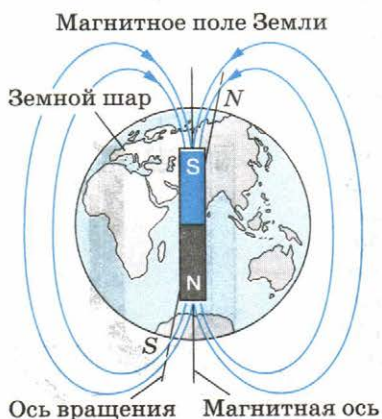 Магнитное поле Земли
Земной шар
N
S
N
S
Ось вращения
Магнитная ось